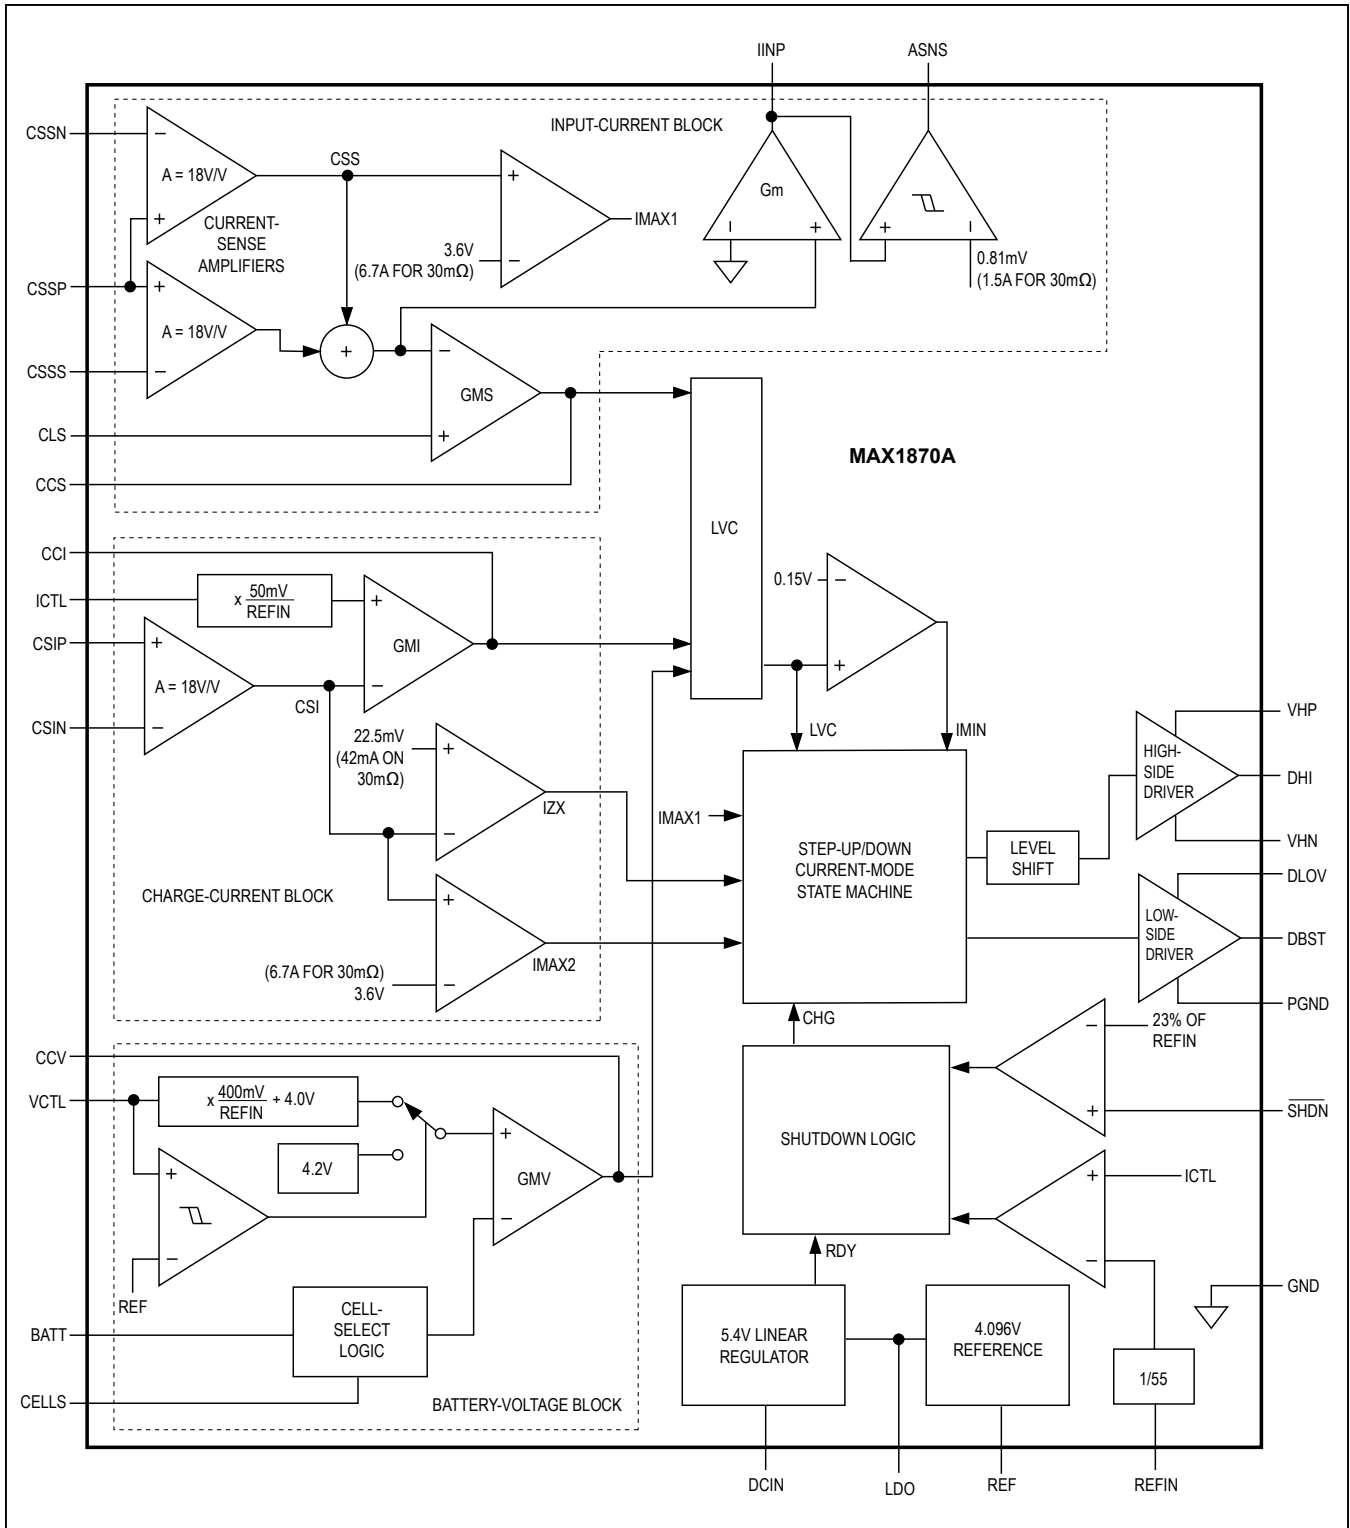 IINP
ASNS
INPUT-CURRENT BLOCK
CSSN
−
A = 18V/V
+
CSS
+
−
IMAX1
3.6V
(6.7A FOR 30mΩ)
CURRENT-
SENSE
AMPLIFIERS
Gm
−
+
+
−
0.81mV
(1.5A FOR 30mΩ)
CSSP
+
A = 18V/V
−
+
CSSS
−
GMS
+
CLS
CCS
MAX1870A
LVC
CCI
ICTL
x 50mV
REFIN
+
GMI
−
CSIP
+
A = 18V/V
−
CSIN
CSI
0.15V
−
+
LVC
IMIN
22.5mV
(42mA ON
30mΩ)
+
−
IZX
IMAX1
STEP-UP/DOWN
CURRENT-MODE
STATE MACHINE
LEVEL
SHIFT
HIGH-
SIDE
DRIVER
VHP
DHI
VHN
CHARGE-CURRENT BLOCK
+
−
IMAX2
(6.7A FOR 30mΩ)
3.6V
LOW-
SIDE
DRIVER
DLOV
DBST
PGND
CHG
−
23% OF
REFIN
+
SHDN
CCV
VCTL
x 400mV
REFIN
+ 4.0V
4.2V
+
−
REF
+
GMV
−
SHUTDOWN LOGIC
+
ICTL
−
RDY
BATT
CELL-
SELECT
LOGIC
CELLS
BATTERY-VOLTAGE BLOCK
5.4V LINEAR
REGULATOR
4.096V
REFERENCE
1/55
GND
DCIN
LDO
REF
REFIN